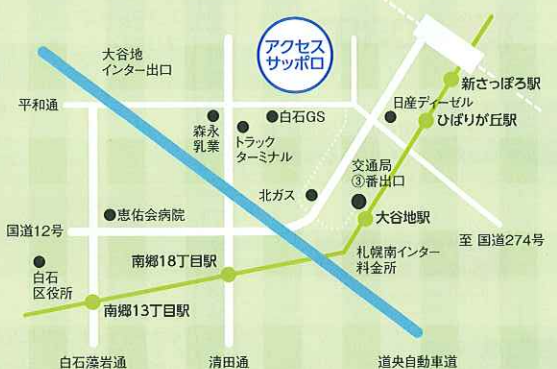 アクセス
サッポロ
大谷地
インター出口
新さっぽろ駅
平和通
日産ディーゼル
森永
乳業
白石GS
ひばりが丘駅
トラック
ターミナル
交通局
③番出口
北ガス
恵佑会病院
大谷地駅
国道12号
至 国道274号
札幌南インター
料金所
南郷18丁目駅
白石
区役所
南郷13丁目駅
白石藻岩通
清田通
道央自動車道